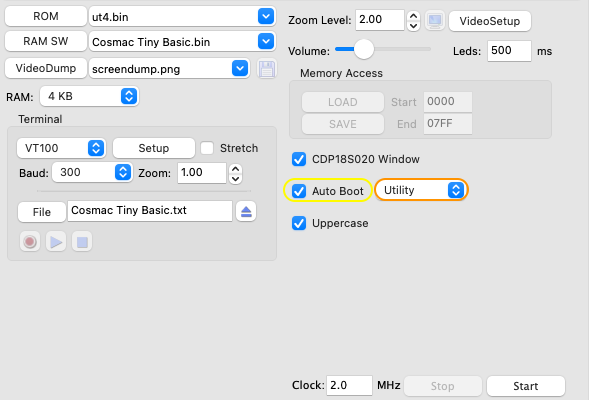 ROM ut4.bin
RAM SW Cosmac Tiny Basic.bin
VideoDump screendump.png
RAM: 4 KB
Terminal
VT100 Setup Stretch
Baud: 300 Zoom: 1.00
File Cosmac Tiny Basic.txt
Zoom Level: 2.00 VideoSetup
Volume: Leds: 500 ms
Memory Access
LOAD Start 0000
SAVE End 07FF
CDP18S020 Window
Auto Boot Utility
Uppercase
Clock: 2.0 MHz Stop Start